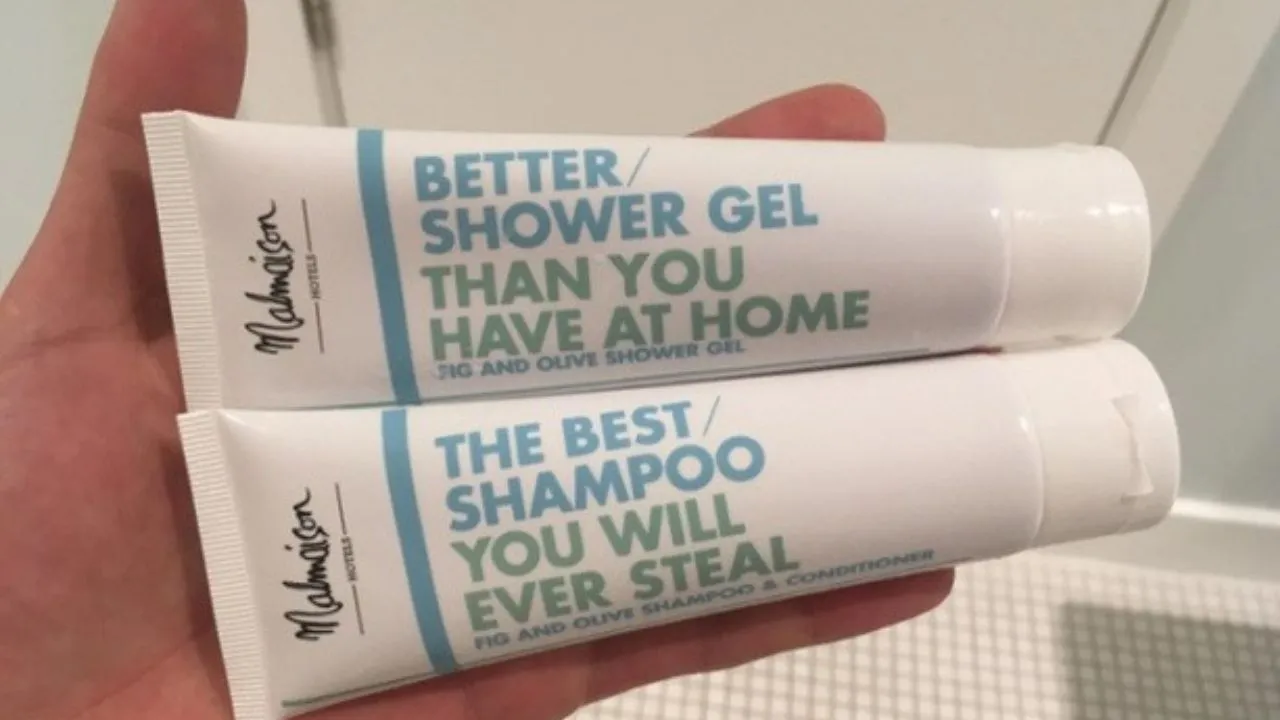 Malmaison
HOTELS
BETTER/
SHOWER GEL
THAN YOU
HAVE AT HOME
FIG AND OLIVE SHOWER GEL
Malmaison
HOTELS
THE BEST/
SHAMPOO
YOU WILL
EVER STEAL
FIG AND OLIVE SHAMPOO & CONDITIONER